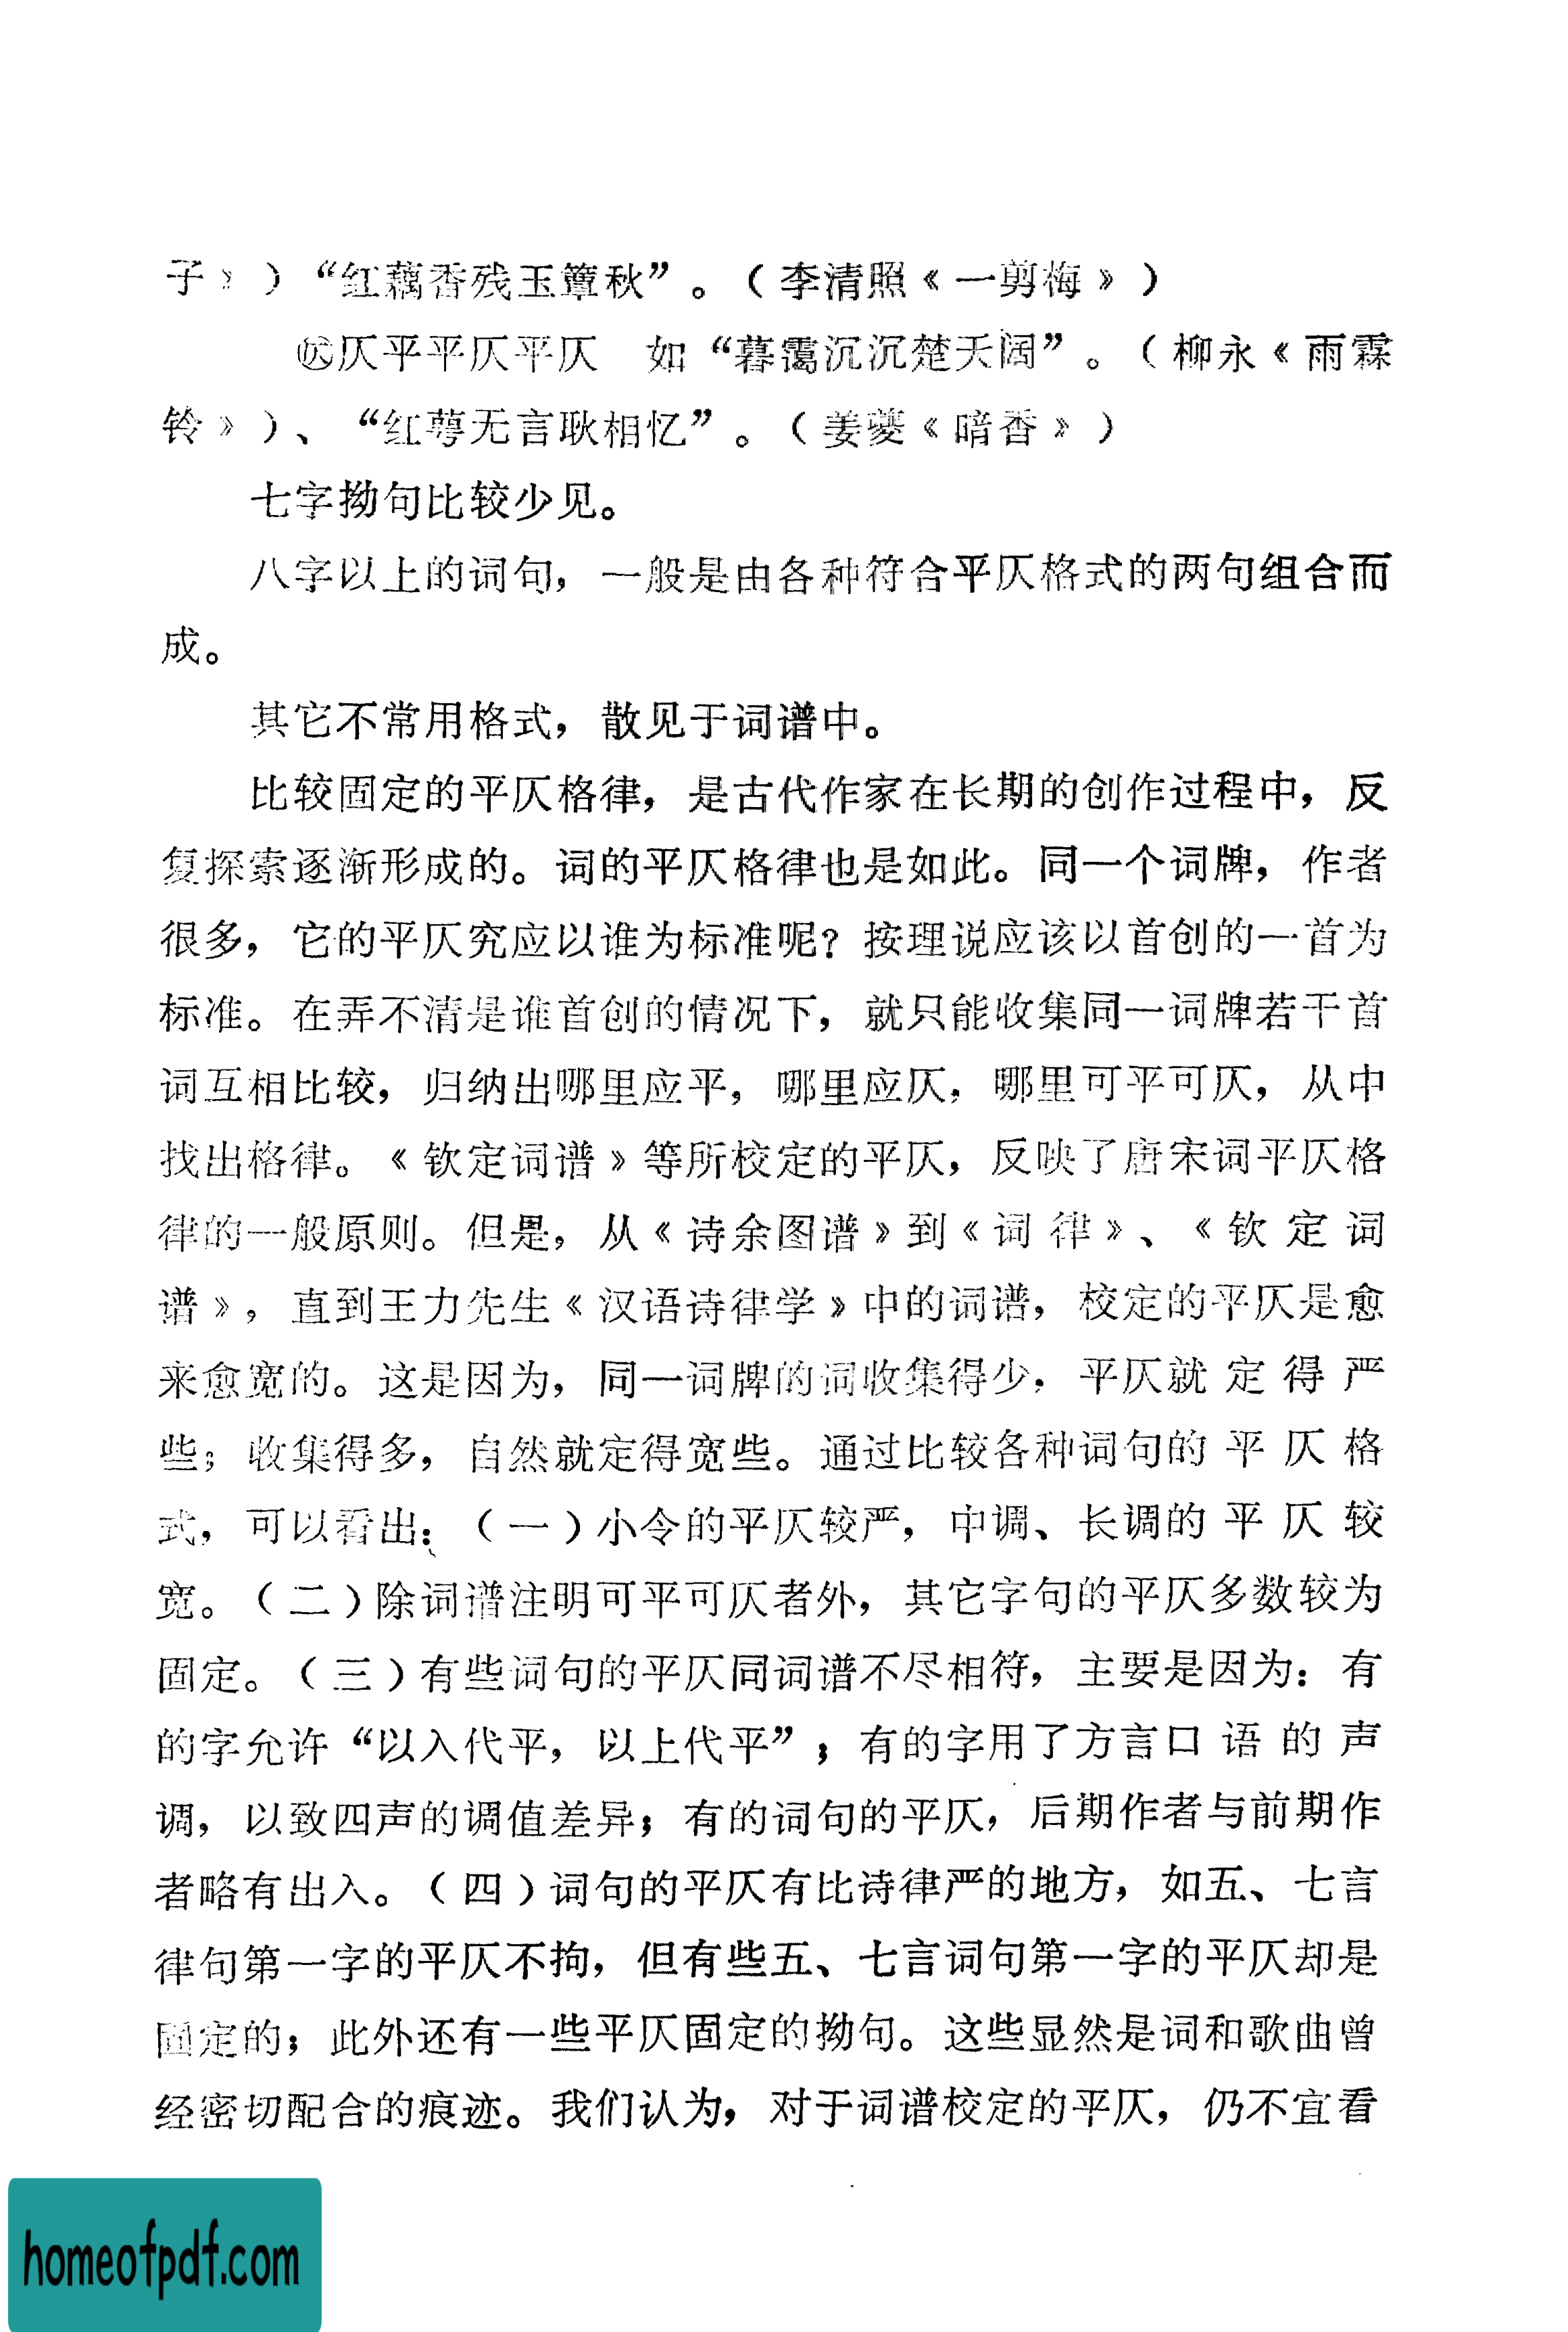 子》）“红藕香残玉簟秋”。（李清照《一剪梅》）
㊀仄平平仄平仄　如“暮霭沉沉楚天阔”。（柳永《雨霖
铃》）、“红萼无言耿相忆”。（姜夔《暗香》）
七字拗句比较少见。
八字以上的词句，一般是由各种符合平仄格式的两句组合而
成。
其它不常用格式，散见于词谱中。
比较固定的平仄格律，是古代作家在长期的创作过程中，反
复探索逐渐形成的。词的平仄格律也是如此。同一个词牌，作者
很多，它的平仄究应以谁为标准呢？按理说应该以首创的一首为
标准。在弄不清是谁首创的情况下，就只能收集同一词牌若干首
词互相比较，归纳出哪里应平，哪里应仄，哪里可平可仄，从中
找出格律。《钦定词谱》等所校定的平仄，反映了唐宋词平仄格
律的一般原则。但是，从《诗余图谱》到《词律》、《钦定词
谱》，直到王力先生《汉语诗律学》中的词谱，校定的平仄是愈
来愈宽的。这是因为，同一词牌的词收集得少，平仄就定得严
些；收集得多，自然就定得宽些。通过比较各种词句的平仄格
式，可以看出：（一）小令的平仄较严，中调、长调的平仄较
宽。（二）除词谱注明可平可仄者外，其它字句的平仄多数较为
固定。（三）有些词句的平仄同词谱不尽相符，主要是因为：有
的字允许“以入代平，以上代平”；有的字用了方言口语的声
调，以致四声的调值差异；有的词句的平仄，后期作者与前期作
者略有出入。（四）词句的平仄有比诗律严的地方，如五、七言
律句第一字的平仄不拘，但有些五、七言词句第一字的平仄却是
固定的；此外还有一些平仄固定的拗句。这些显然是词和歌曲曾
经密切配合的痕迹。我们认为，对于词谱校定的平仄，仍不宜看
homeofpdf.com